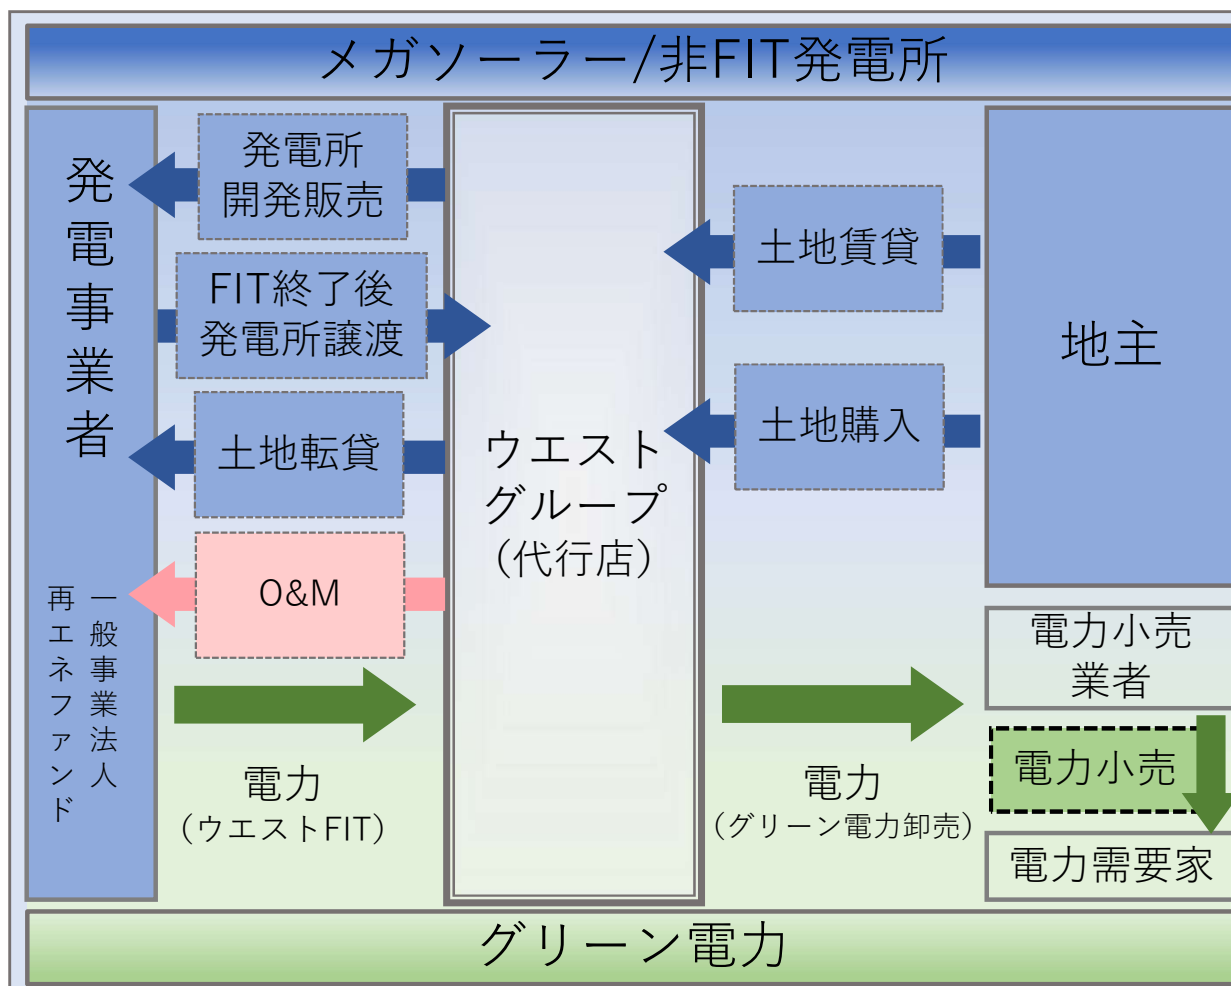 メガソーラー/非FIT発電所
発電事業者
一般事業法人
再エネファンド
発電所
開発販売
FIT終了後
発電所譲渡
土地転貸
O&M
電力
(ウエストFIT)
ウエスト
グループ
(代行店)
土地賃貸
土地購入
電力
(グリーン電力卸売)
地主
電力小売
業者
電力小売
電力需要家
グリーン電力